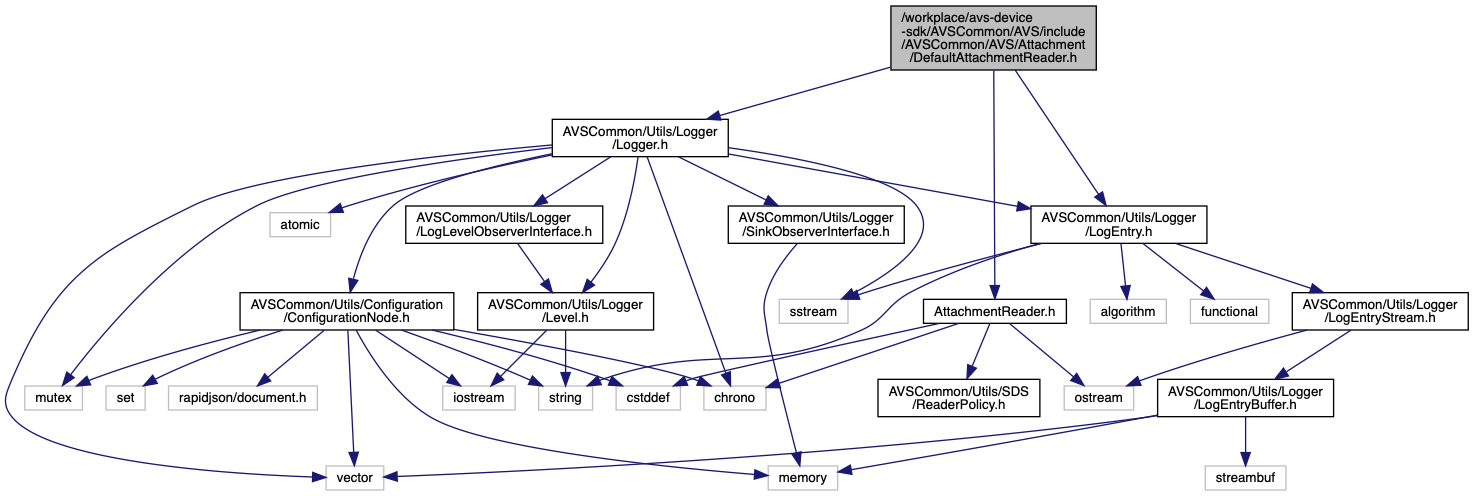 /workplace/avs-device
-sdk/AVSCommon/AVS/include
/AVSCommon/AVS/Attachment
/DefaultAttachmentReader.h
AVSCommon/Utils/Logger
/Logger.h
atomic
AVSCommon/Utils/Logger
/LogLevelObserverInterface.h
AVSCommon/Utils/Logger
/SinkObserverInterface.h
AVSCommon/Utils/Logger
/LogEntry.h
AVSCommon/Utils/Configuration
/ConfigurationNode.h
AVSCommon/Utils/Logger
/Level.h
sstream
AttachmentReader.h
algorithm
functional
AVSCommon/Utils/Logger
/LogEntryStream.h
mutex
set
rapidjson/document.h
iostream
string
cstddef
chrono
AVSCommon/Utils/SDS
/ReaderPolicy.h
ostream
AVSCommon/Utils/Logger
/LogEntryBuffer.h
vector
memory
streambuf